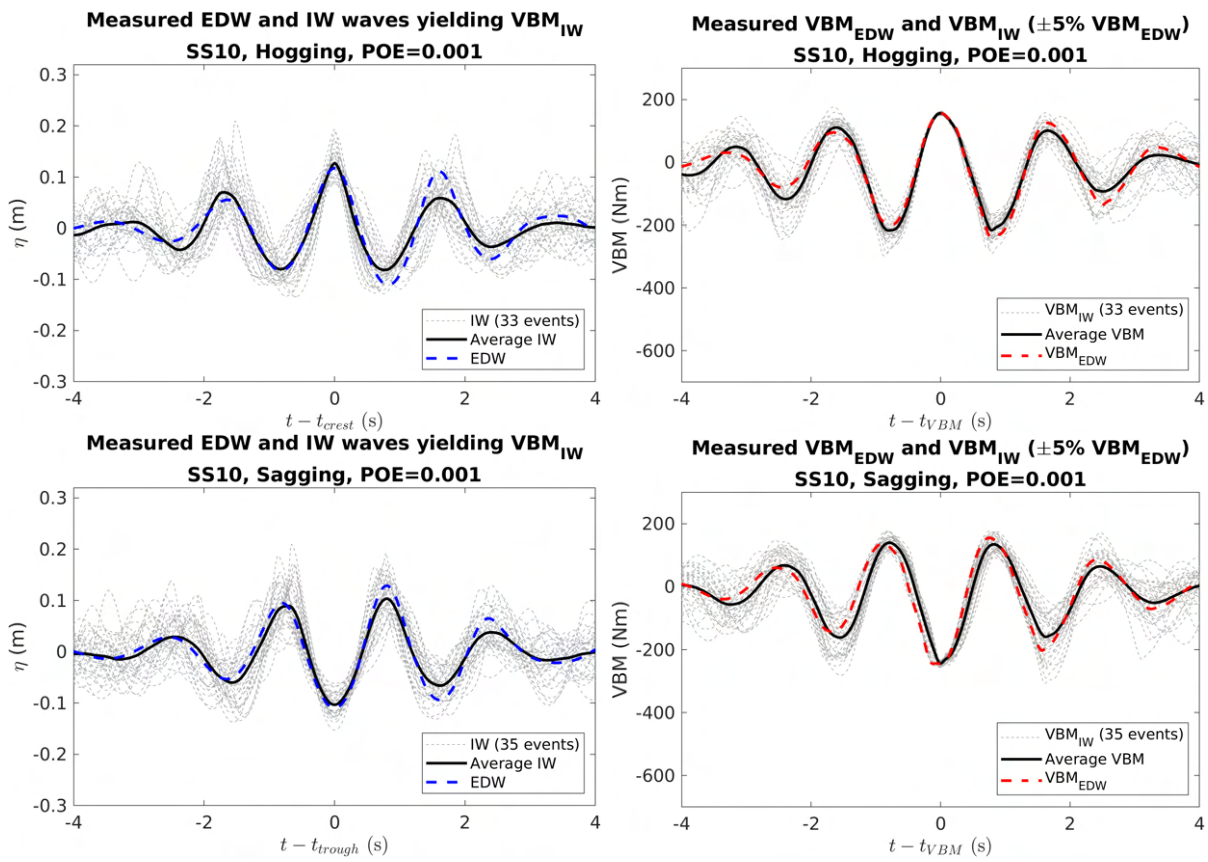 Measured EDW and IW waves yielding VBM_IW
SS10, Hogging, POE=0.001
0.3
0.2
0.1
0
-0.1
-0.2
-0.3
η (m)
-4 -2 0 2 4
t − t_crest (s)
IW (33 events)
Average IW
EDW
Measured VBM_EDW and VBM_IW (±5% VBM_EDW)
SS10, Hogging, POE=0.001
200
0
-200
-400
-600
VBM (Nm)
-4 -2 0 2 4
t − t_VBM (s)
VBM_IW (33 events)
Average VBM
VBM_EDW
Measured EDW and IW waves yielding VBM_IW
SS10, Sagging, POE=0.001
0.3
0.2
0.1
0
-0.1
-0.2
-0.3
η (m)
-4 -2 0 2 4
t − t_trough (s)
IW (35 events)
Average IW
EDW
Measured VBM_EDW and VBM_IW (±5% VBM_EDW)
SS10, Sagging, POE=0.001
200
0
-200
-400
-600
VBM (Nm)
-4 -2 0 2 4
t − t_VBM (s)
VBM_IW (35 events)
Average VBM
VBM_EDW